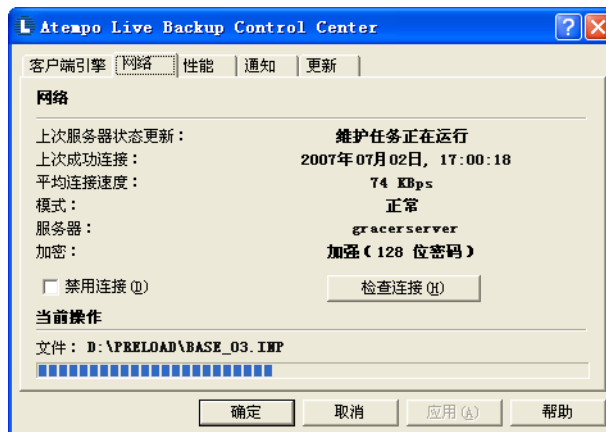 Atempo Live Backup Control Center
客户端引擎 网络 性能 通知 更新
网络
上次服务器状态更新： 维护任务正在运行
上次成功连接： 2007年07月02日, 17:00:18
平均连接速度： 74 KBps
模式： 正常
服务器： gracerserver
加密： 加强(128 位密码)
禁用连接(D) 检查连接(H)
当前操作
文件： D:\PRELOAD\BASE_03.IMP
确定 取消 应用(A) 帮助